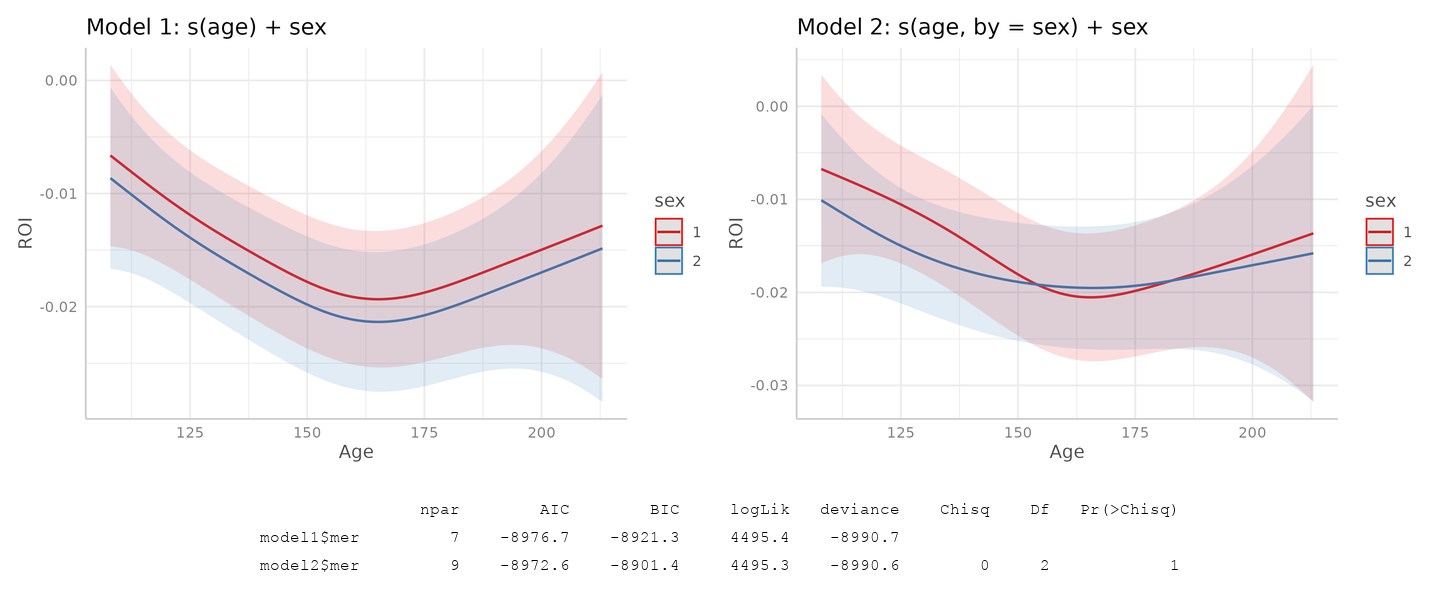 Model 1: s(age) + sex
0.00
-0.01
-0.02
ROI
125 150 175 200
Age
sex
1
2
Model 2: s(age, by = sex) + sex
0.00
-0.01
-0.02
-0.03
ROI
125 150 175 200
Age
sex
1
2
npar AIC BIC logLik deviance Chisq Df Pr(>Chisq)
model1$mer 7 -8976.7 -8921.3 4495.4 -8990.7
model2$mer 9 -8972.6 -8901.4 4495.3 -8990.6 0 2 1